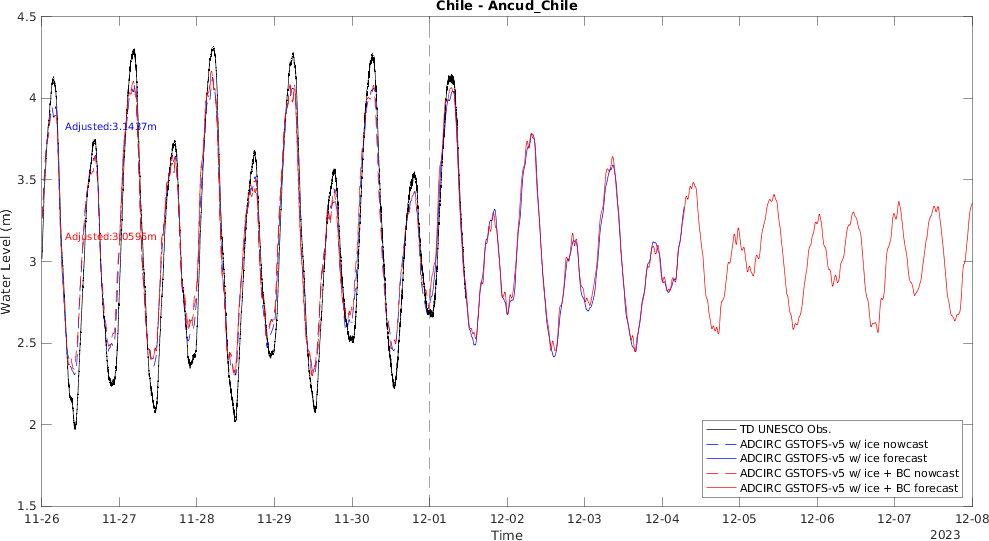 Chile - Ancud_Chile
4.5
4
3.5
3
2.5
2
1.5
Water Level (m)
Adjusted:3.1437m
Adjusted:3.0595m
TD UNESCO Obs.
ADCIRC GSTOFS-v5 w/ ice nowcast
ADCIRC GSTOFS-v5 w/ ice forecast
ADCIRC GSTOFS-v5 w/ ice + BC nowcast
ADCIRC GSTOFS-v5 w/ ice + BC forecast
11-26 11-27 11-28 11-29 11-30 12-01 12-02 12-03 12-04 12-05 12-06 12-07 12-08
Time
2023